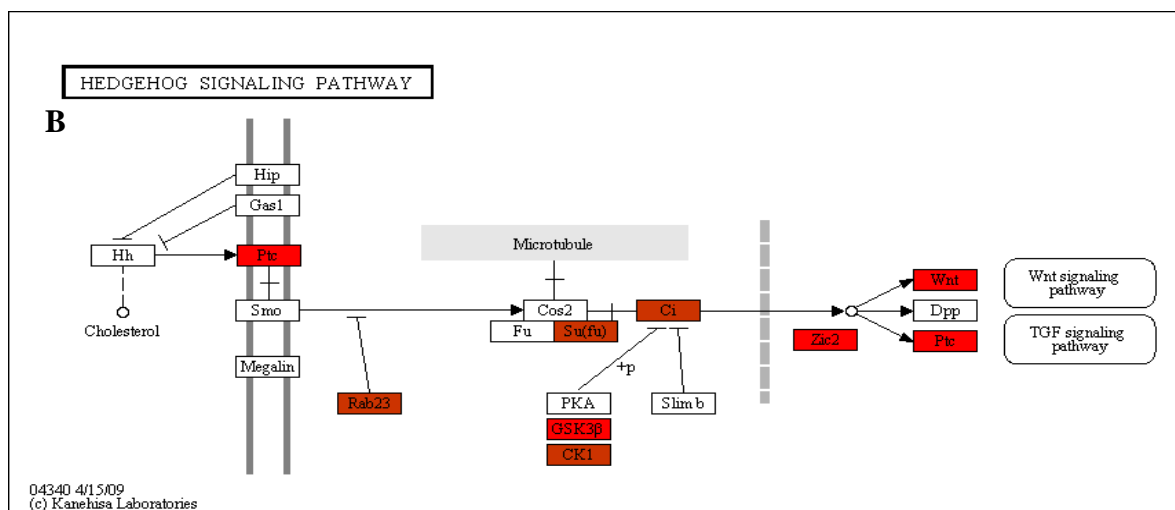 HEDGEHOG SIGNALING PATHWAY
B
Hip
Gas1
Hh
Ptc
Microtubule
Wnt
Wnt signaling
pathway
Smo
Cos2
Ci
Dpp
Cholesterol
Fu
Su(fu)
Zic2
Ptc
TGF signaling
pathway
Megalin
+p
Rab23
PKA
Slimb
GSK3β
CK1
04340 4/15/09
(c) Kanehisa Laboratories